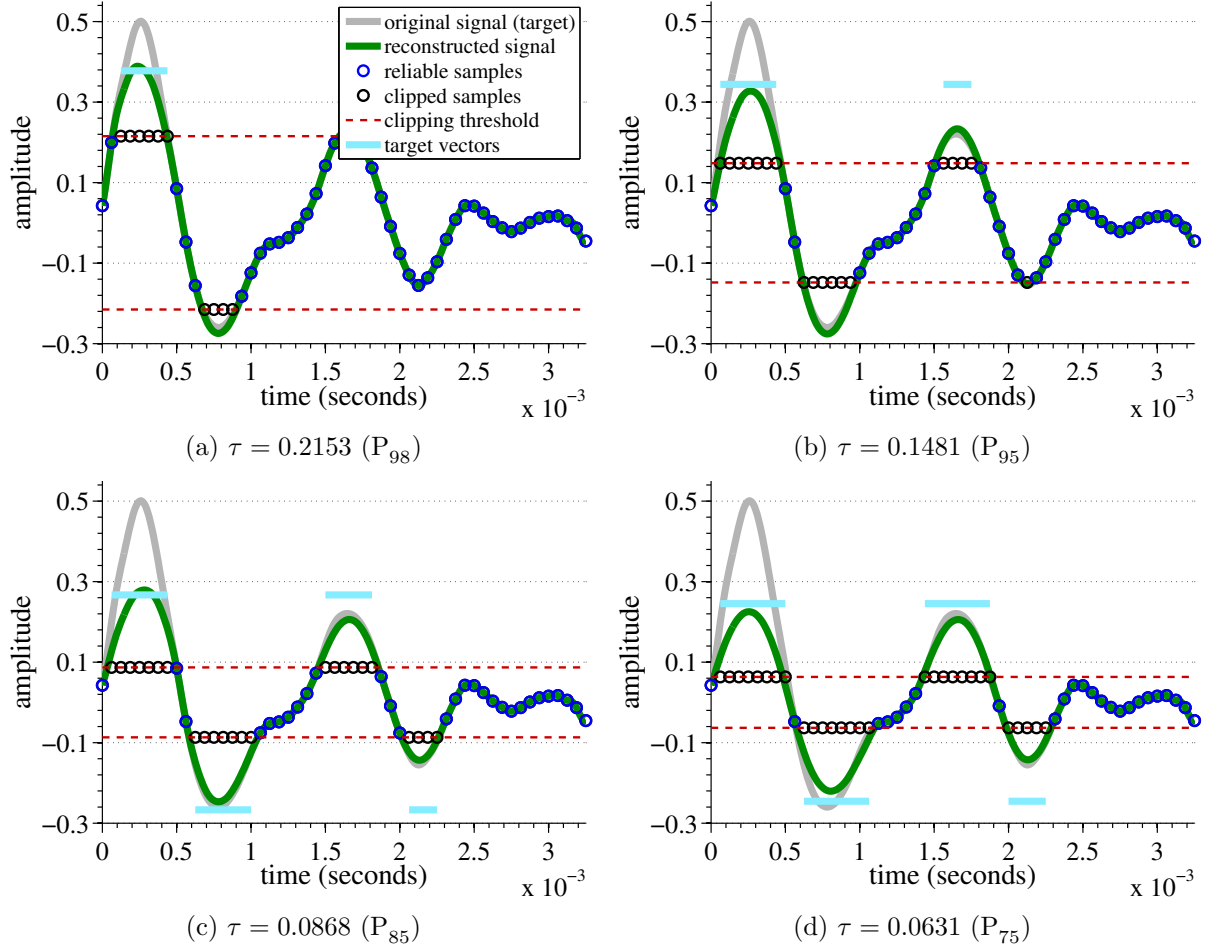 original signal (target)
reconstructed signal
reliable samples
clipped samples
clipping threshold
target vectors
amplitude
0.5
0.3
0.1
−0.1
−0.3
0 0.5 1 1.5 2 2.5 3
time (seconds)
x 10⁻³
(a) τ = 0.2153 (P₉₈)
amplitude
0.5
0.3
0.1
−0.1
−0.3
0 0.5 1 1.5 2 2.5 3
time (seconds)
x 10⁻³
(b) τ = 0.1481 (P₉₅)
amplitude
0.5
0.3
0.1
−0.1
−0.3
0 0.5 1 1.5 2 2.5 3
time (seconds)
x 10⁻³
(c) τ = 0.0868 (P₈₅)
amplitude
0.5
0.3
0.1
−0.1
−0.3
0 0.5 1 1.5 2 2.5 3
time (seconds)
x 10⁻³
(d) τ = 0.0631 (P₇₅)